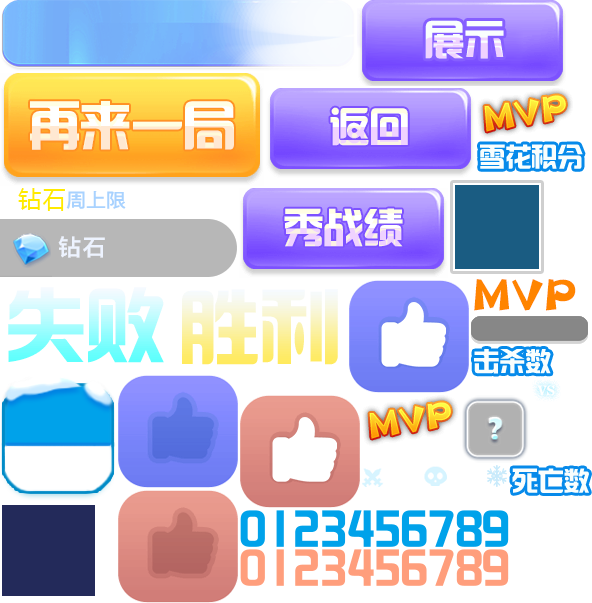 展示
再来一局
返回
MVP
雪花积分
钻石周上限
秀战绩
钻石
失败
胜利
MVP
击杀数
VS
MVP
?
死亡数
0123456789
0123456789